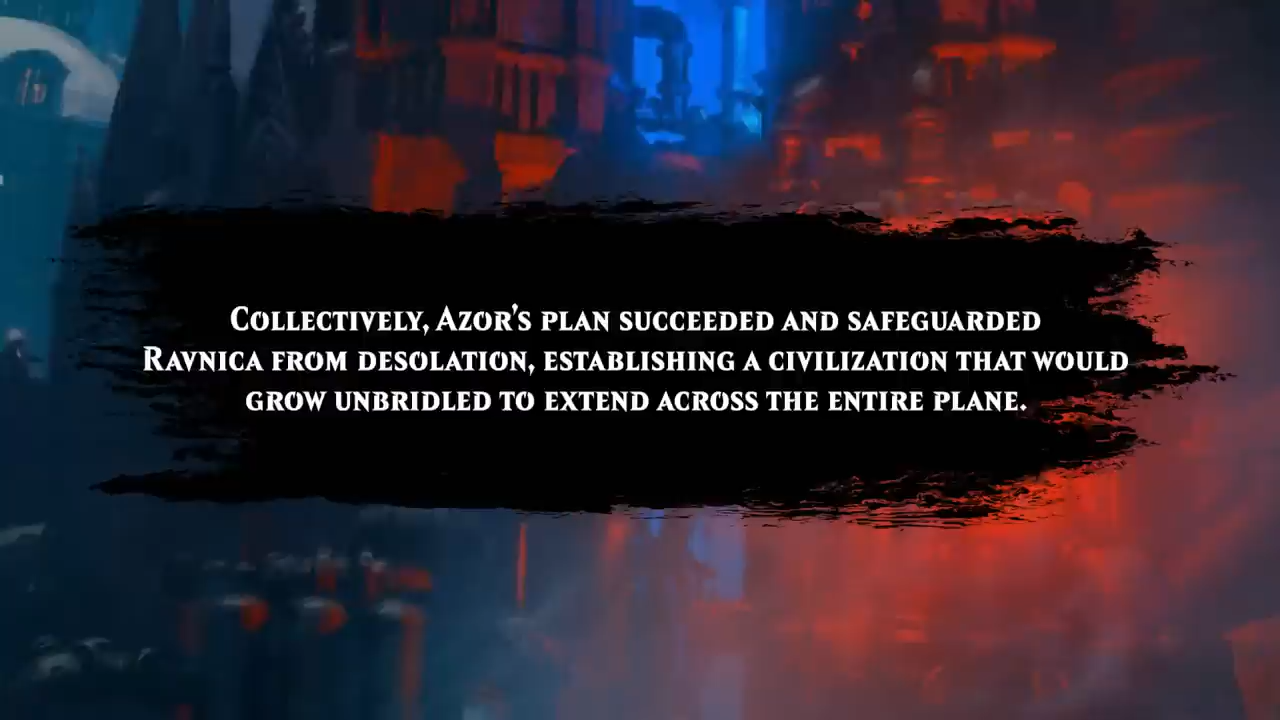 Collectively, Azor’s plan succeeded and safeguarded
Ravnica from desolation, establishing a civilization that would
grow unbridled to extend across the entire plane.